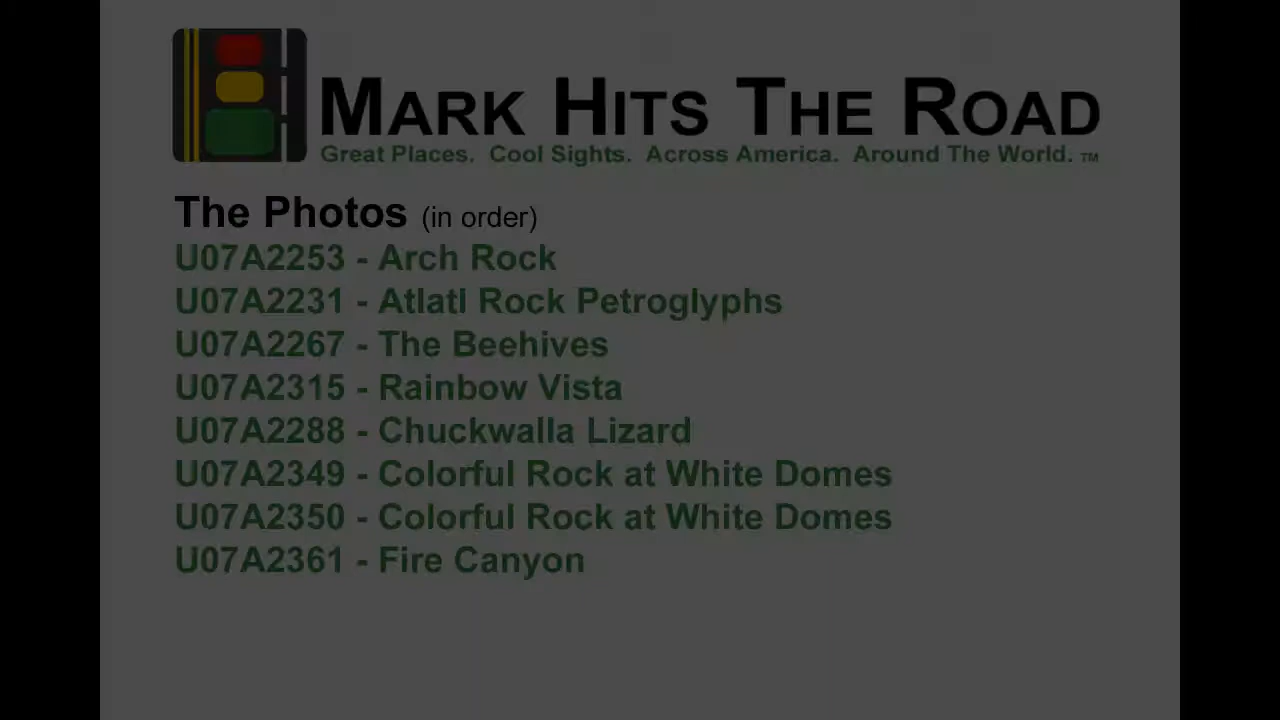 MARK HITS THE ROAD
Great Places. Cool Sights. Across America. Around The World. TM
The Photos (in order)
U07A2253 - Arch Rock
U07A2231 - Atlatl Rock Petroglyphs
U07A2267 - The Beehives
U07A2315 - Rainbow Vista
U07A2288 - Chuckwalla Lizard
U07A2349 - Colorful Rock at White Domes
U07A2350 - Colorful Rock at White Domes
U07A2361 - Fire Canyon